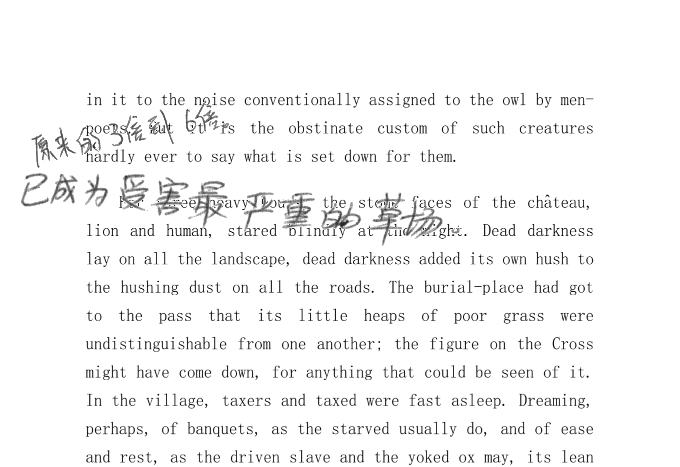 in it to the noise conventionally assigned to the owl by men-
原来的3倍到6倍。
is the obstinate custom of such creatures
hardly ever to say what is set down for them.
已成为受害最严重的草场。
the stone faces of the château,
lion and human, stared blindly at the night. Dead darkness
lay on all the landscape, dead darkness added its own hush to
the hushing dust on all the roads. The burial-place had got
to the pass that its little heaps of poor grass were
undistinguishable from one another; the figure on the Cross
might have come down, for anything that could be seen of it.
In the village, taxers and taxed were fast asleep. Dreaming,
perhaps, of banquets, as the starved usually do, and of ease
and rest, as the driven slave and the yoked ox may, its lean